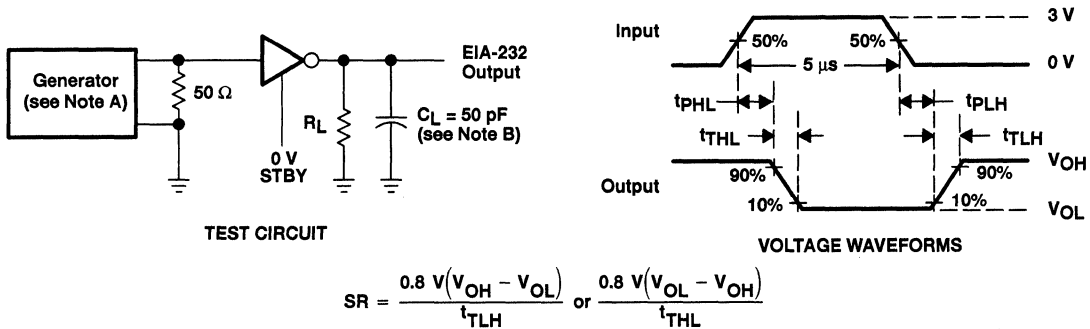 Generator
(see Note A)
50 Ω
EIA-232
Output
R_L
C_L = 50 pF
(see Note B)
0 V
STBY
TEST CIRCUIT
Input
50%
50%
3 V
0 V
5 μs
t_PHL
t_PLH
t_THL
t_TLH
Output
90%
10%
10%
90%
V_OH
V_OL
VOLTAGE WAVEFORMS
SR = 0.8 V(V_OH − V_OL) / t_TLH or 0.8 V(V_OL − V_OH) / t_THL